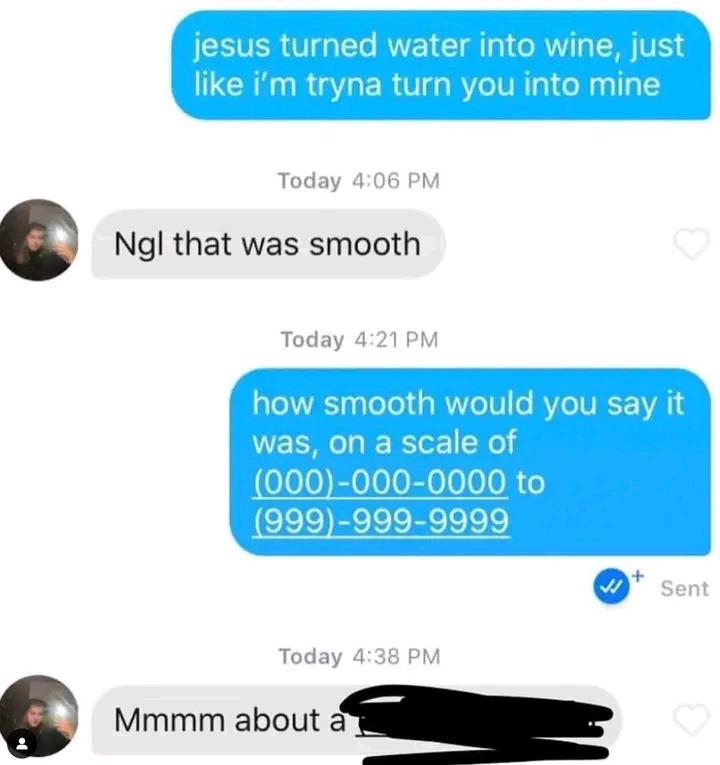 jesus turned water into wine, just
like i'm tryna turn you into mine
Today 4:06 PM
Ngl that was smooth
Today 4:21 PM
how smooth would you say it
was, on a scale of
(000)-000-0000 to
(999)-999-9999
Sent
Today 4:38 PM
Mmmm about a